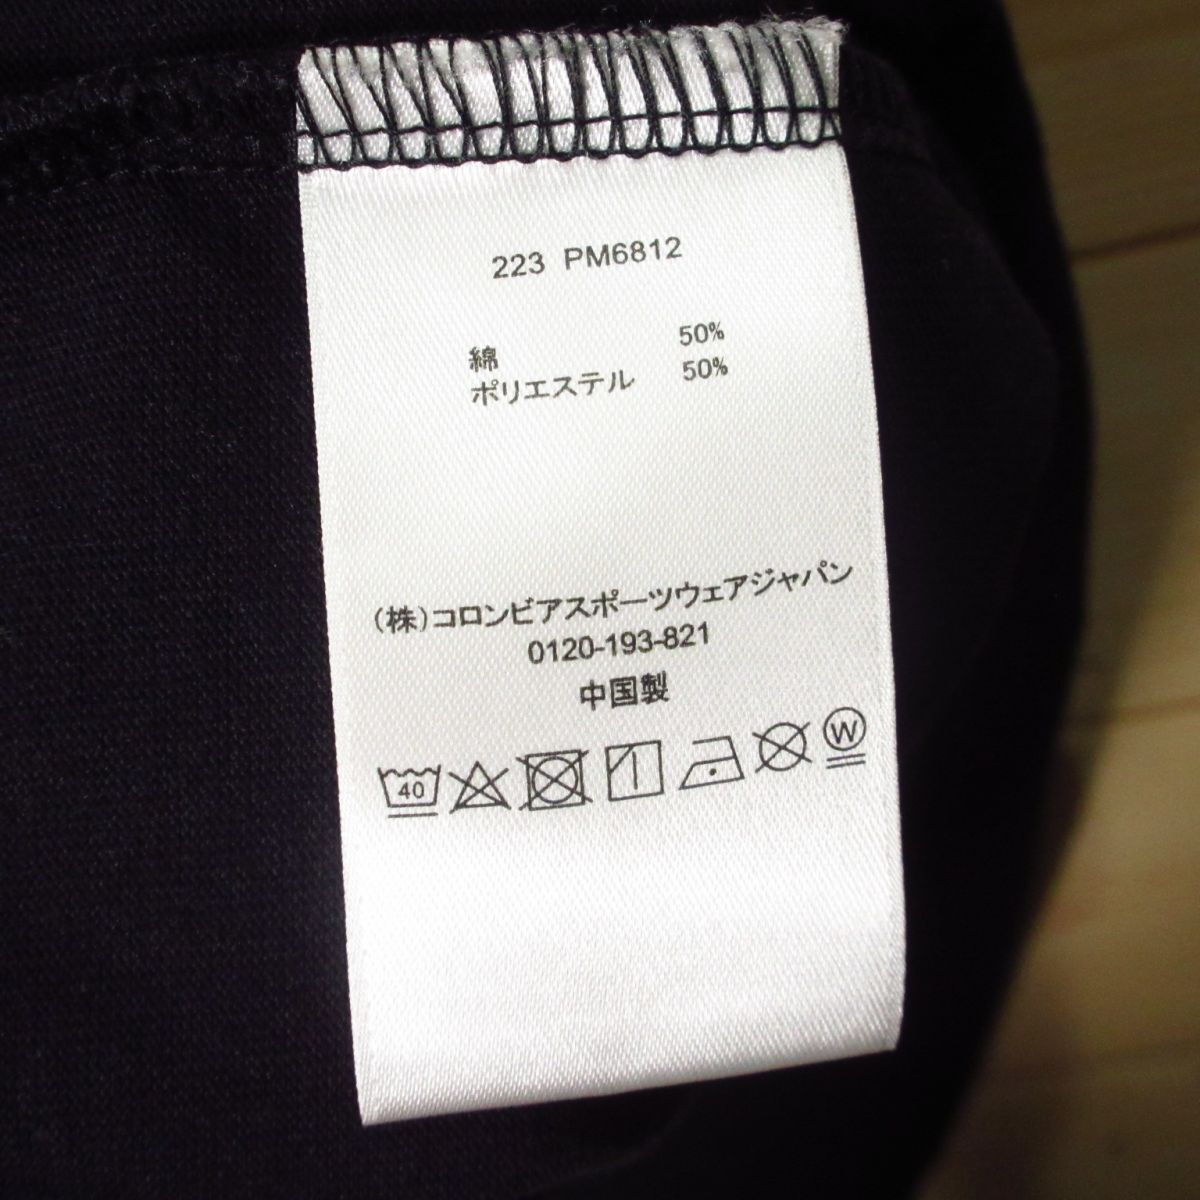 223 PM6812
綿 50%
ポリエステル 50%
(株)コロンビアスポーツウェアジャパン
0120-193-821
中国製
40 W